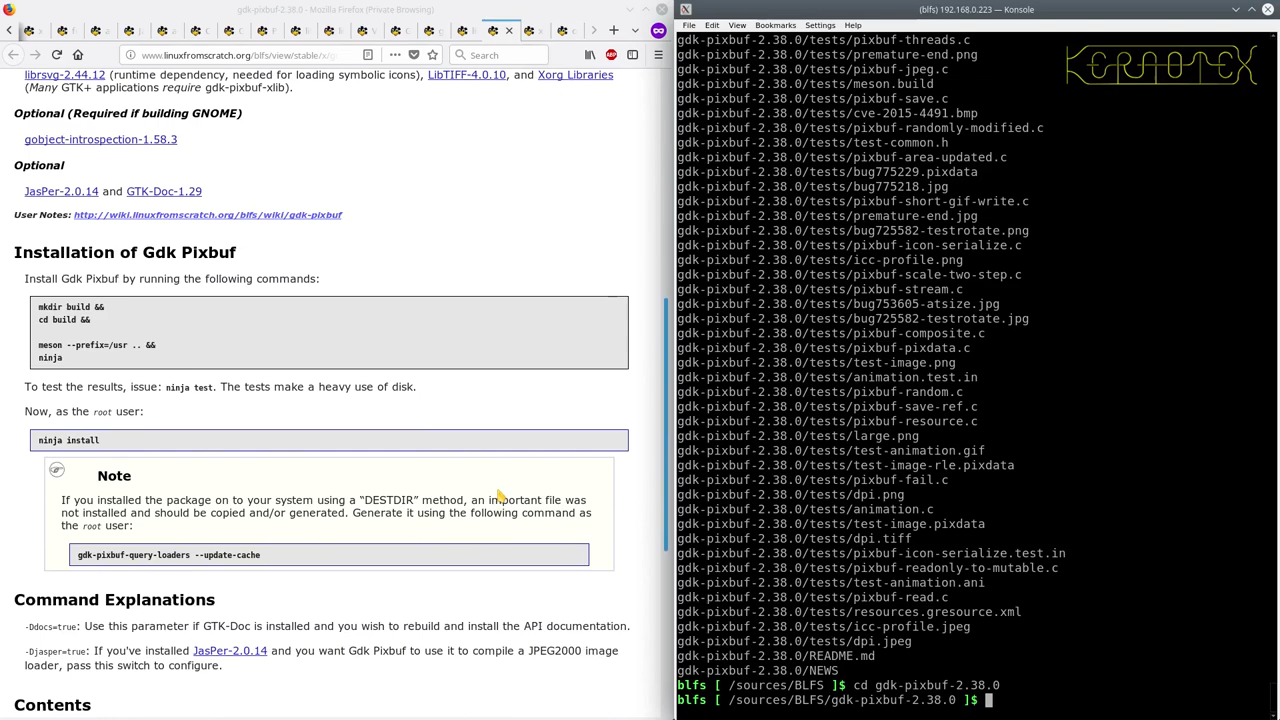 gdk-pixbuf-2.38.0 - Mozilla Firefox (Private Browsing)
www.linuxfromscratch.org/blfs/view/stable/x/g
Search
librsvg-2.44.12 (runtime dependency, needed for loading symbolic icons), LibTIFF-4.0.10, and Xorg Libraries
(Many GTK+ applications require gdk-pixbuf-xlib).
Optional (Required if building GNOME)
gobject-introspection-1.58.3
Optional
JasPer-2.0.14 and GTK-Doc-1.29
User Notes: http://wiki.linuxfromscratch.org/blfs/wiki/gdk-pixbuf
Installation of Gdk Pixbuf
Install Gdk Pixbuf by running the following commands:
mkdir build &&
cd build &&
meson --prefix=/usr .. &&
ninja
To test the results, issue: ninja test. The tests make a heavy use of disk.
Now, as the root user:
ninja install
Note
If you installed the package on to your system using a “DESTDIR” method, an important file was
not installed and should be copied and/or generated. Generate it using the following command as
the root user:
gdk-pixbuf-query-loaders --update-cache
Command Explanations
-Ddocs=true: Use this parameter if GTK-Doc is installed and you wish to rebuild and install the API documentation.
-Djasper=true: If you've installed JasPer-2.0.14 and you want Gdk Pixbuf to use it to compile a JPEG2000 image
loader, pass this switch to configure.
Contents
(blfs) 192.168.0.223 — Konsole
File Edit View Bookmarks Settings Help
KERAOTEX
gdk-pixbuf-2.38.0/tests/pixbuf-threads.c
gdk-pixbuf-2.38.0/tests/premature-end.png
gdk-pixbuf-2.38.0/tests/pixbuf-jpeg.c
gdk-pixbuf-2.38.0/tests/meson.build
gdk-pixbuf-2.38.0/tests/pixbuf-save.c
gdk-pixbuf-2.38.0/tests/cve-2015-4491.bmp
gdk-pixbuf-2.38.0/tests/pixbuf-randomly-modified.c
gdk-pixbuf-2.38.0/tests/test-common.h
gdk-pixbuf-2.38.0/tests/pixbuf-area-updated.c
gdk-pixbuf-2.38.0/tests/bug775229.pixdata
gdk-pixbuf-2.38.0/tests/bug775218.jpg
gdk-pixbuf-2.38.0/tests/pixbuf-short-gif-write.c
gdk-pixbuf-2.38.0/tests/premature-end.jpg
gdk-pixbuf-2.38.0/tests/bug725582-testrotate.png
gdk-pixbuf-2.38.0/tests/pixbuf-icon-serialize.c
gdk-pixbuf-2.38.0/tests/icc-profile.png
gdk-pixbuf-2.38.0/tests/pixbuf-scale-two-step.c
gdk-pixbuf-2.38.0/tests/pixbuf-stream.c
gdk-pixbuf-2.38.0/tests/bug753605-atsize.jpg
gdk-pixbuf-2.38.0/tests/bug725582-testrotate.jpg
gdk-pixbuf-2.38.0/tests/pixbuf-composite.c
gdk-pixbuf-2.38.0/tests/pixbuf-pixdata.c
gdk-pixbuf-2.38.0/tests/test-image.png
gdk-pixbuf-2.38.0/tests/animation.test.in
gdk-pixbuf-2.38.0/tests/pixbuf-random.c
gdk-pixbuf-2.38.0/tests/pixbuf-save-ref.c
gdk-pixbuf-2.38.0/tests/pixbuf-resource.c
gdk-pixbuf-2.38.0/tests/large.png
gdk-pixbuf-2.38.0/tests/test-animation.gif
gdk-pixbuf-2.38.0/tests/test-image-rle.pixdata
gdk-pixbuf-2.38.0/tests/pixbuf-fail.c
gdk-pixbuf-2.38.0/tests/dpi.png
gdk-pixbuf-2.38.0/tests/animation.c
gdk-pixbuf-2.38.0/tests/test-image.pixdata
gdk-pixbuf-2.38.0/tests/dpi.tiff
gdk-pixbuf-2.38.0/tests/pixbuf-icon-serialize.test.in
gdk-pixbuf-2.38.0/tests/pixbuf-readonly-to-mutable.c
gdk-pixbuf-2.38.0/tests/test-animation.ani
gdk-pixbuf-2.38.0/tests/pixbuf-read.c
gdk-pixbuf-2.38.0/tests/resources.gresource.xml
gdk-pixbuf-2.38.0/tests/icc-profile.jpeg
gdk-pixbuf-2.38.0/tests/dpi.jpeg
gdk-pixbuf-2.38.0/README.md
gdk-pixbuf-2.38.0/NEWS
blfs [ /sources/BLFS ]$ cd gdk-pixbuf-2.38.0
blfs [ /sources/BLFS/gdk-pixbuf-2.38.0 ]$